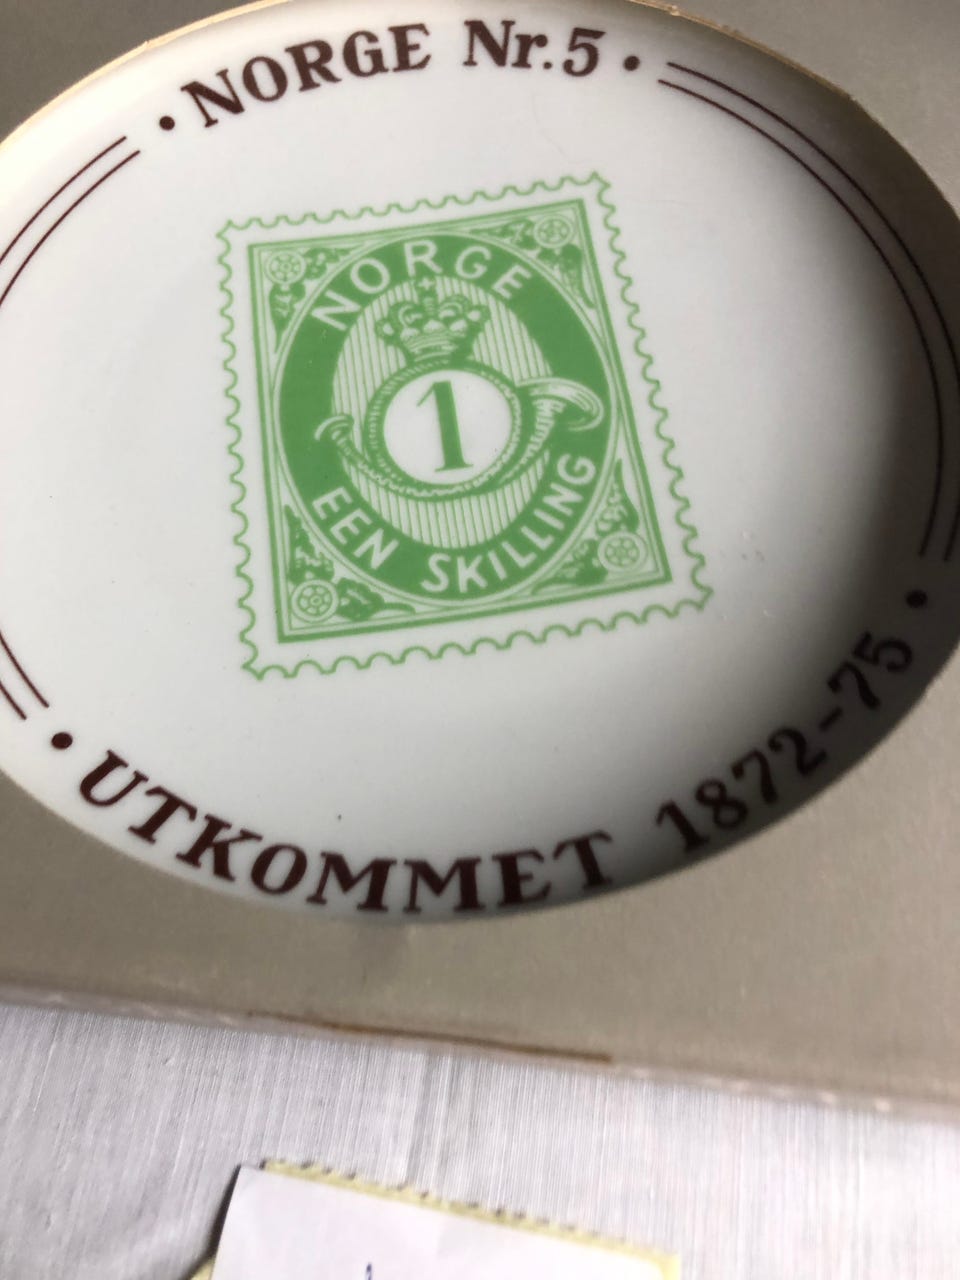 • NORGE Nr. 5 •
NORGE
1
EEN SKILLING
• UTKOMMET 1872-75 •